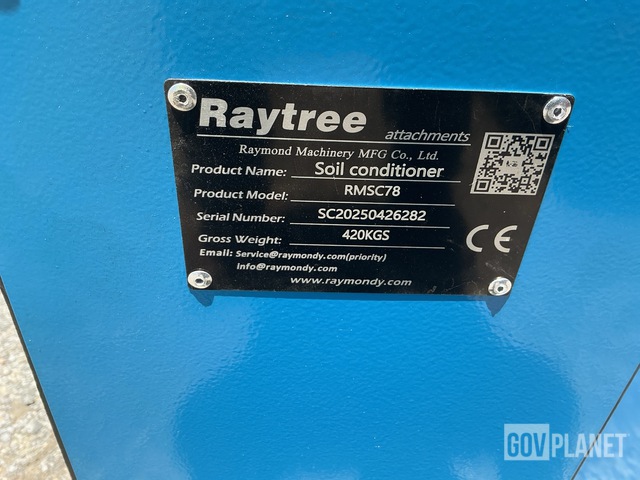 Raytree attachments
Raymond Machinery MFG Co., Ltd.
Product Name: Soil conditioner
Product Model: RMSC78
Serial Number: SC20250426282
Gross Weight: 420KGS
Email: Service@raymondy.com(priority)
info@raymondy.com
www.raymondy.com
CE
GOVPLANET